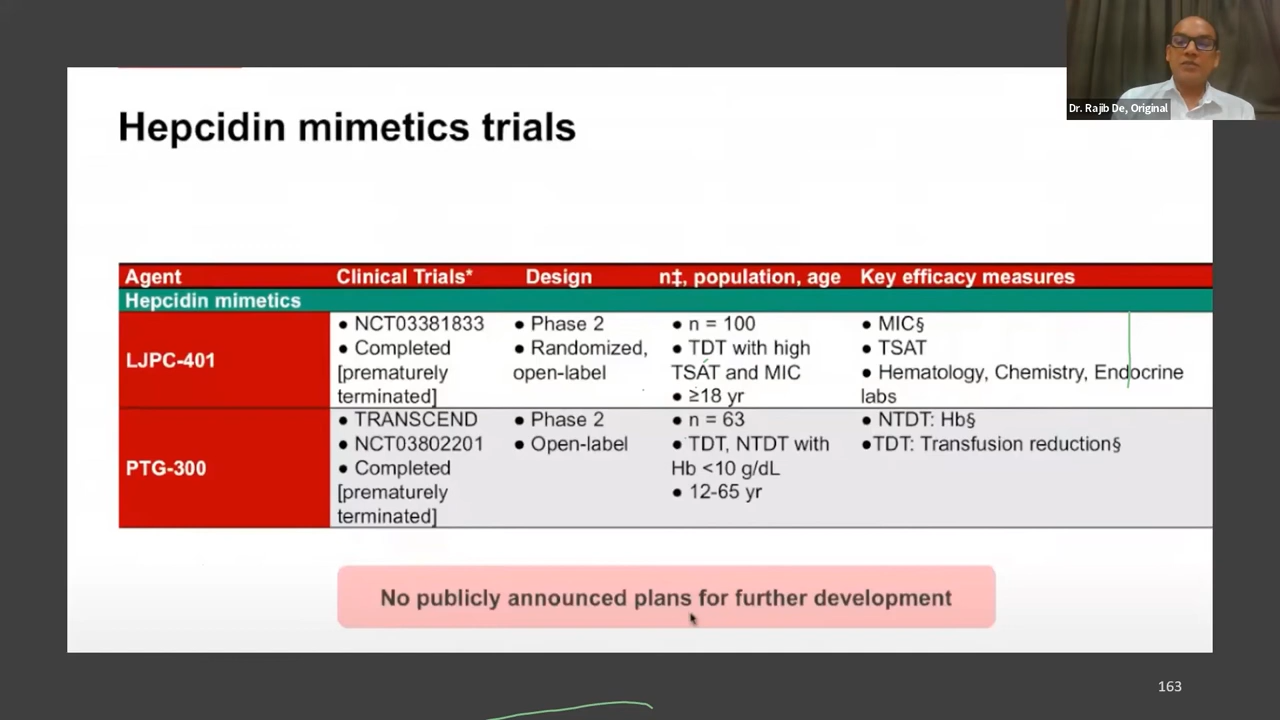 Dr. Rajib De, Original
Hepcidin mimetics trials
Agent Clinical Trials* Design n‡, population, age Key efficacy measures
Hepcidin mimetics
LJPC-401
● NCT03381833
● Completed
[prematurely
terminated]
● Phase 2
● Randomized,
open-label
● n = 100
● TDT with high
TSAT and MIC
● ≥18 yr
● MIC§
● TSAT
● Hematology, Chemistry, Endocrine
labs
PTG-300
● TRANSCEND
● NCT03802201
● Completed
[prematurely
terminated]
● Phase 2
● Open-label
● n = 63
● TDT, NTDT with
Hb <10 g/dL
● 12-65 yr
● NTDT: Hb§
●TDT: Transfusion reduction§
No publicly announced plans for further development
163